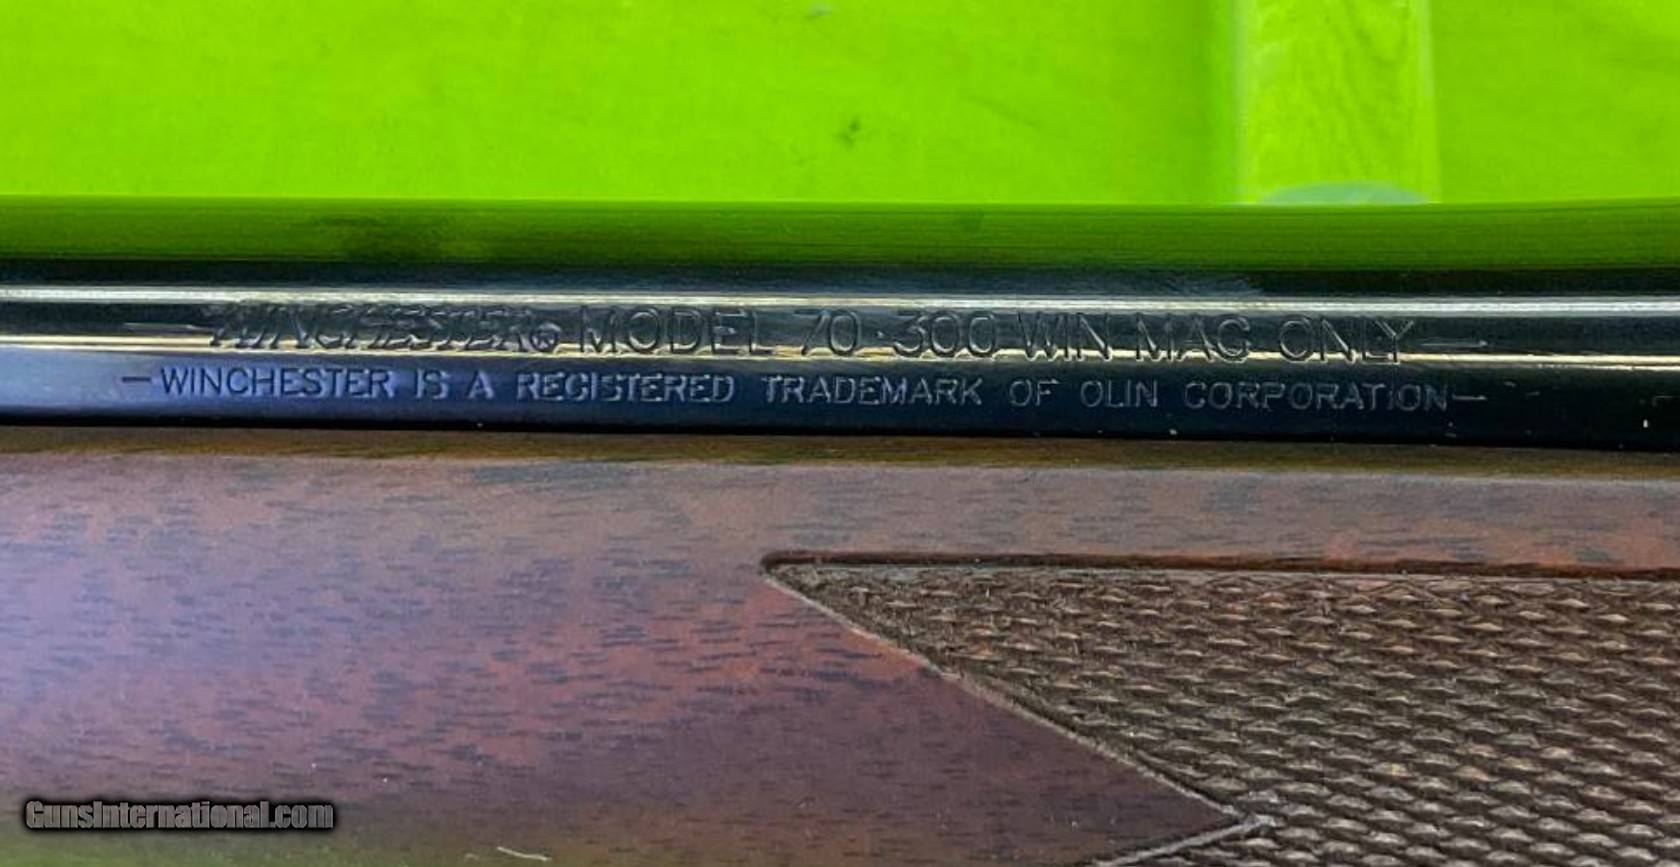 —WINCHESTER® MODEL 70·300 WIN MAG ONLY—
—WINCHESTER IS A REGISTERED TRADEMARK OF OLIN CORPORATION—
GunsInternational.com